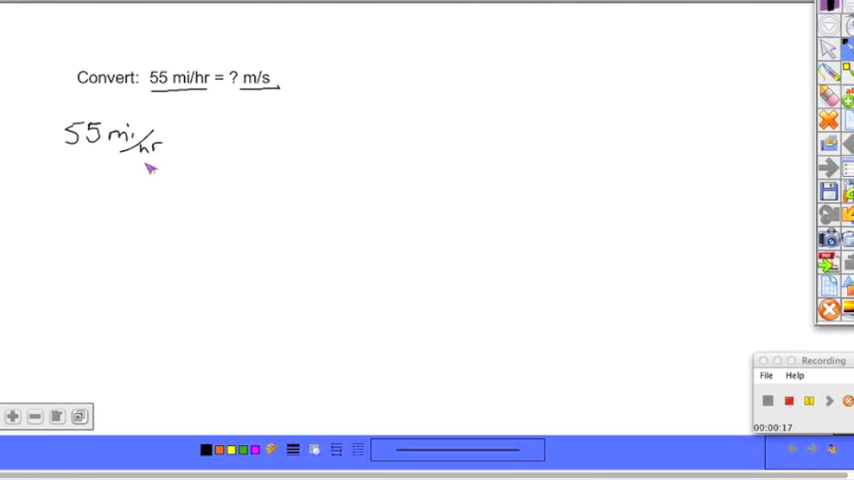 Convert: 55 mi/hr = ? m/s
55 mi/hr
Recording
File Help
00:00:17